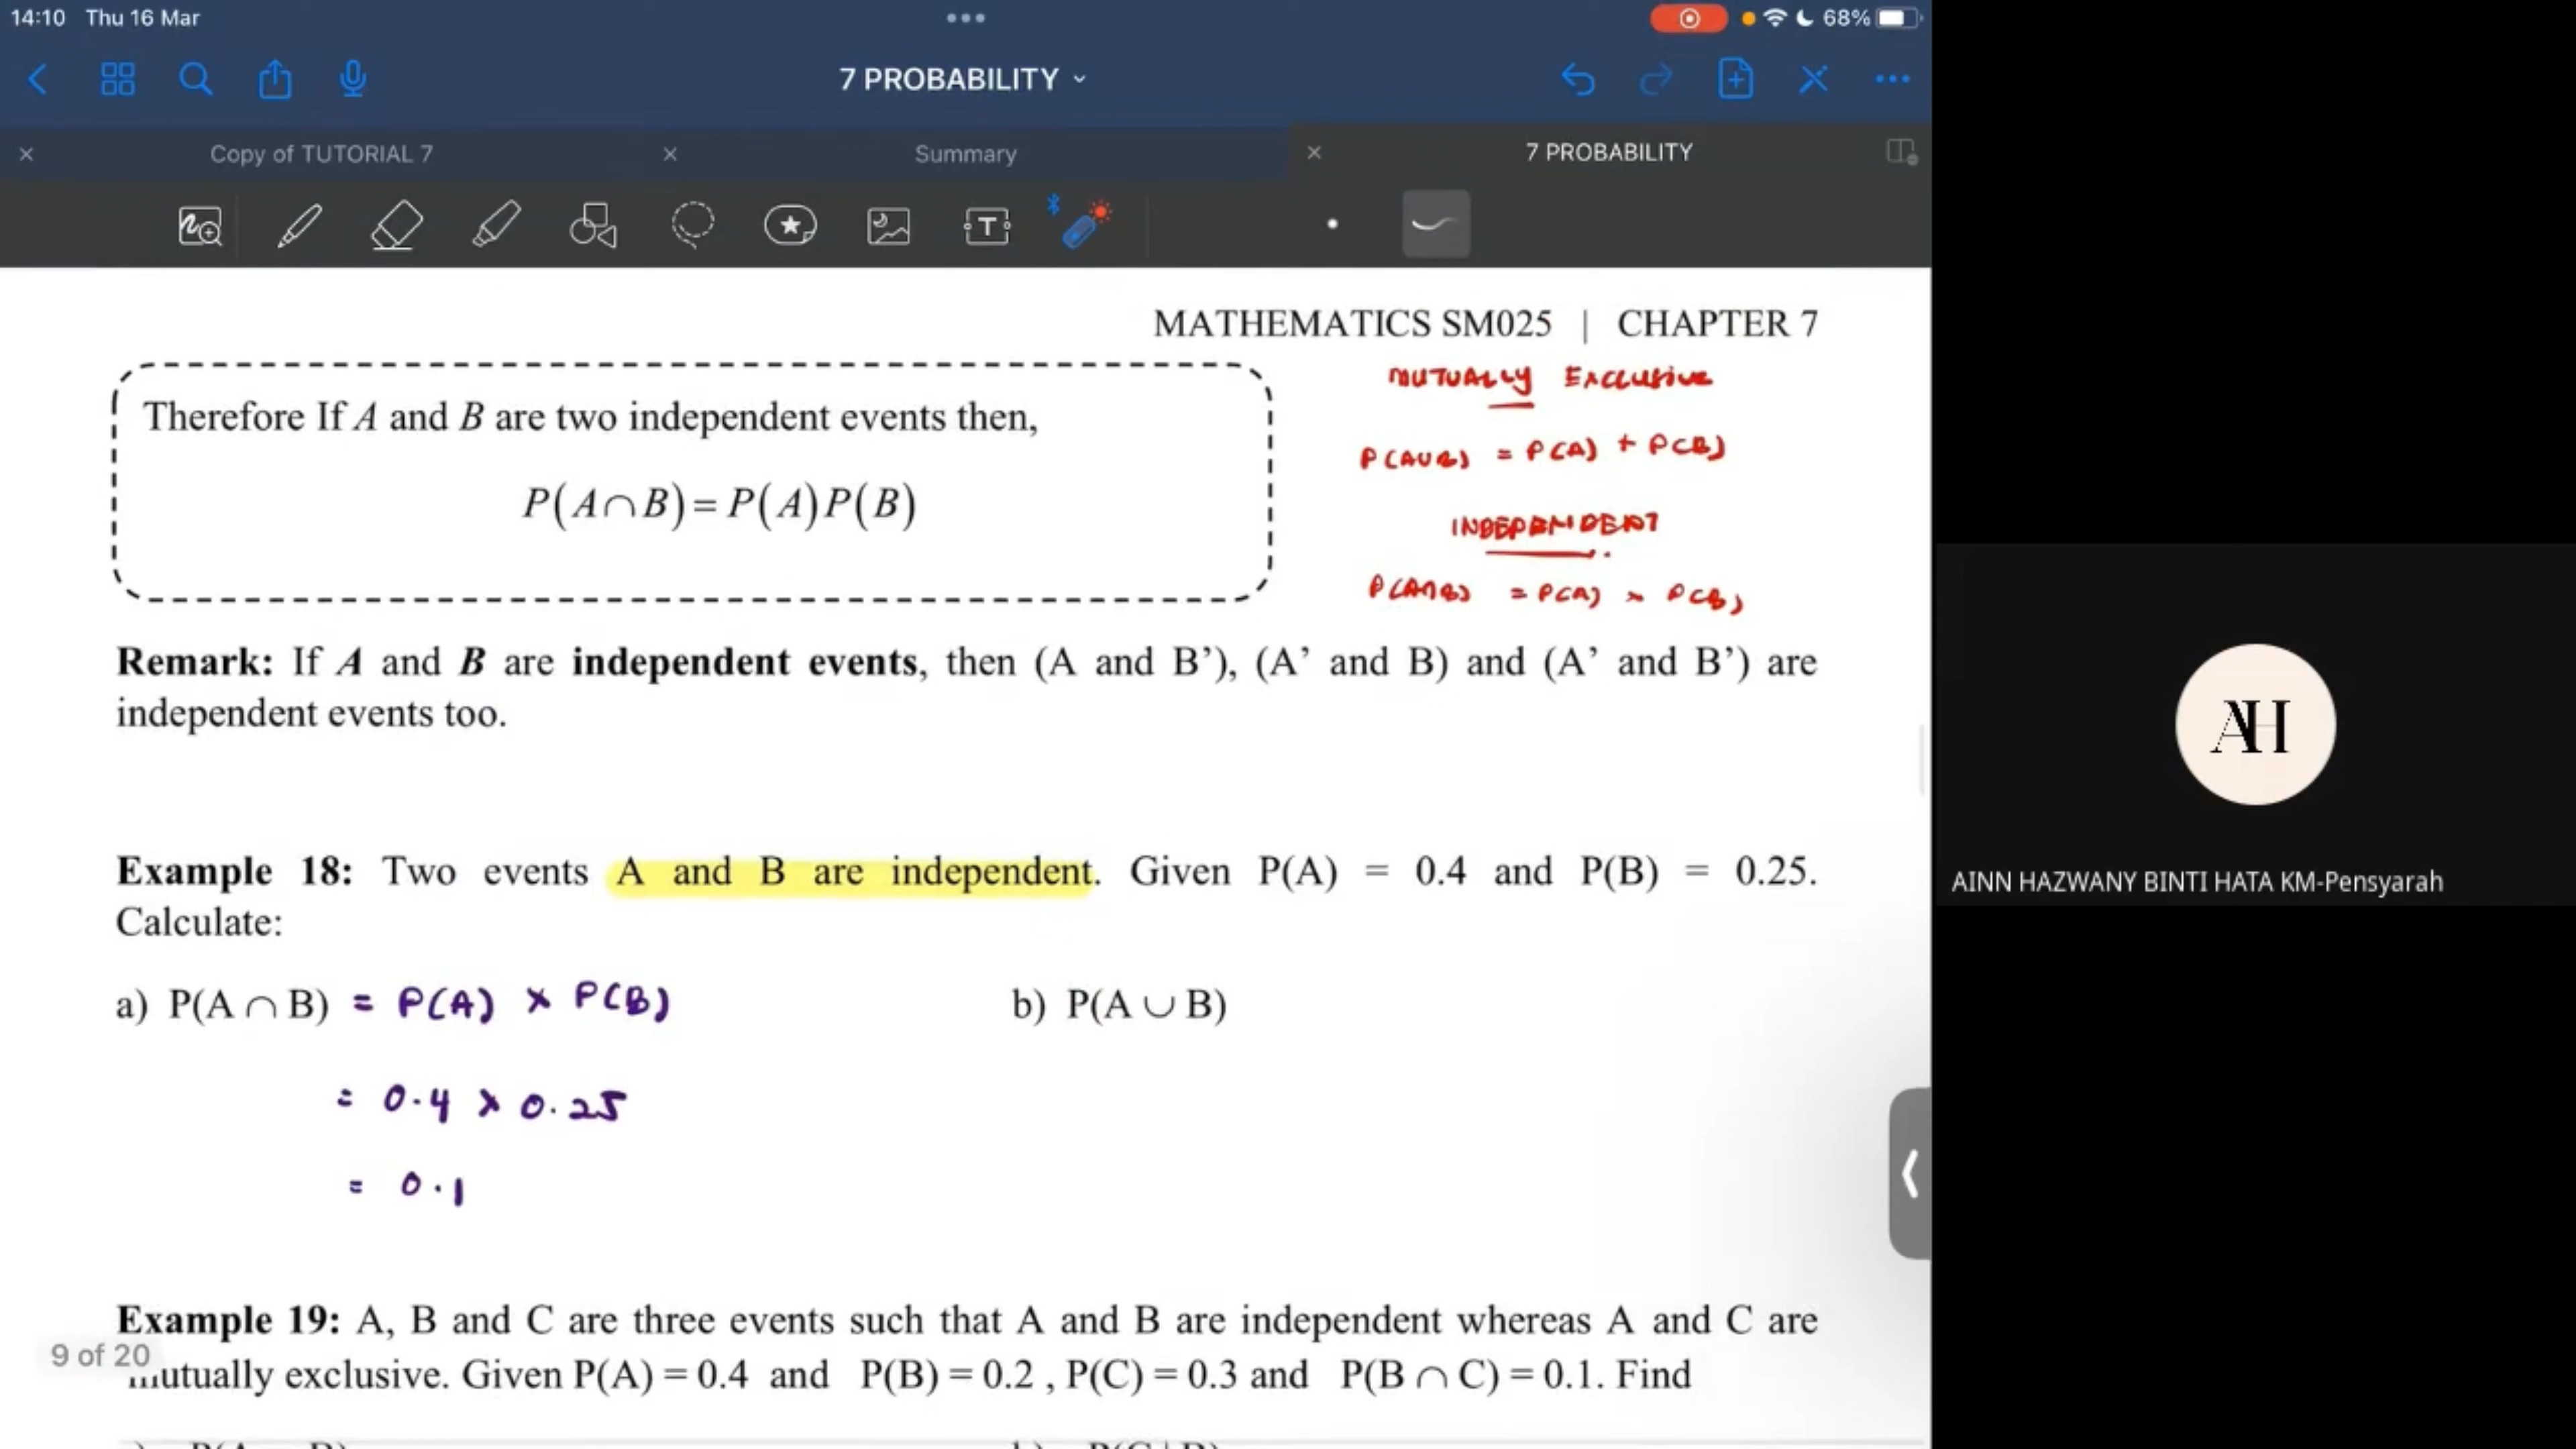 14:10 Thu 16 Mar
68%
7 PROBABILITY
Copy of TUTORIAL 7
Summary
7 PROBABILITY
MATHEMATICS SM025 | CHAPTER 7
MUTUALLY EXCLUSIVE
P(A∪B) = P(A) + P(B)
INDEPENDENT
P(A∩B) = P(A) × P(B)
Therefore If A and B are two independent events then,
P(A∩B)=P(A)P(B)
Remark: If A and B are independent events, then (A and B’), (A’ and B) and (A’ and B’) are
independent events too.
Example 18: Two events A and B are independent. Given P(A) = 0.4 and P(B) = 0.25.
Calculate:
a) P(A ∩ B) = P(A) × P(B)
= 0.4 × 0.25
= 0.1
b) P(A ∪ B)
Example 19: A, B and C are three events such that A and B are independent whereas A and C are
mutually exclusive. Given P(A) = 0.4 and P(B) = 0.2 , P(C) = 0.3 and P(B ∩ C) = 0.1. Find
9 of 20
AH
AINN HAZWANY BINTI HATA KM-Pensyarah